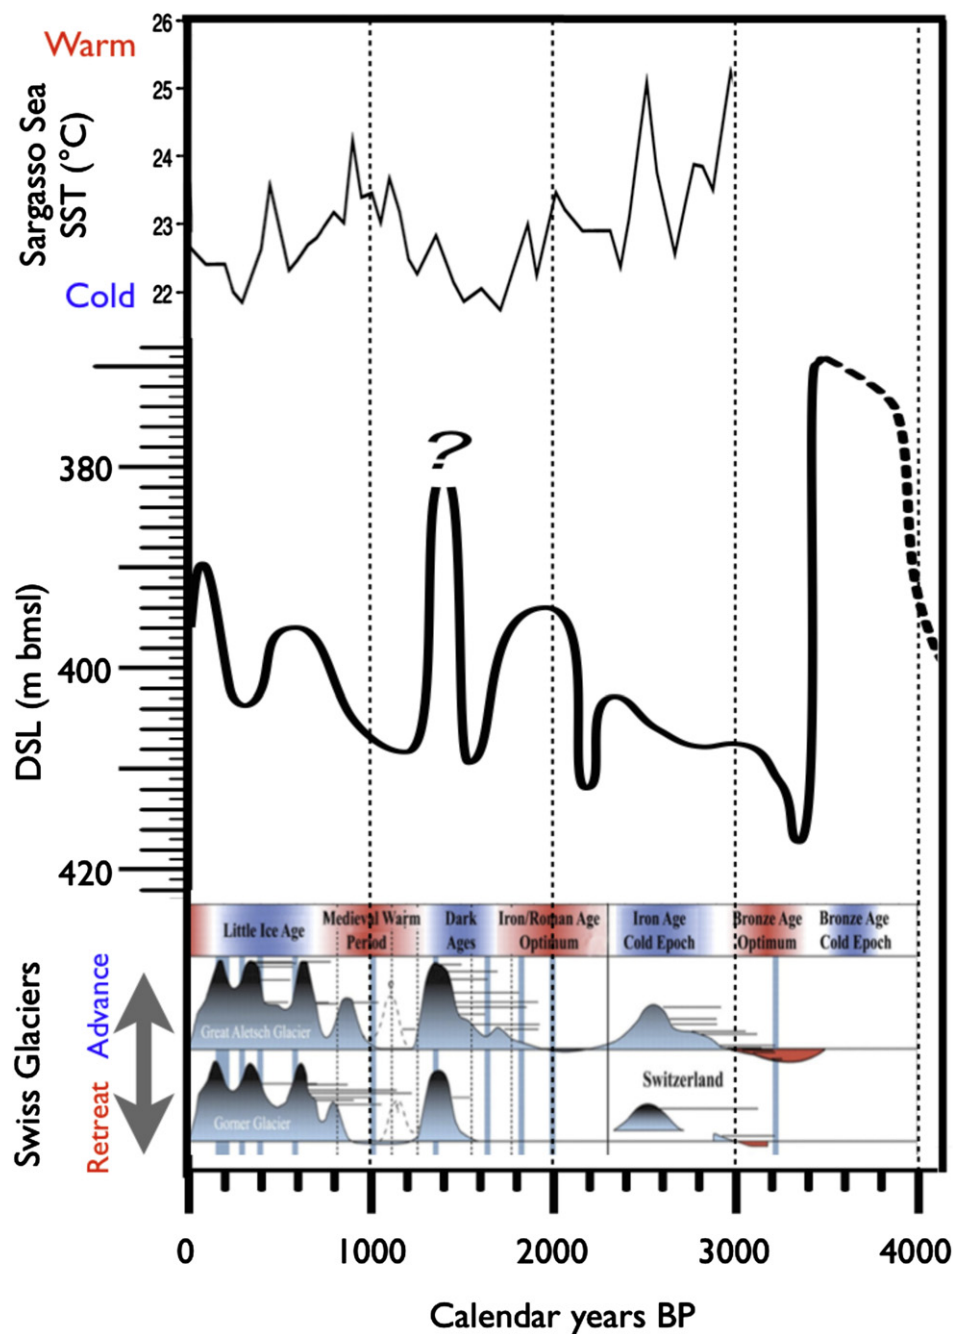 26
Warm
25
24
23
22
Sargasso Sea
SST (°C)
Cold
?
380
400
420
DSL (m bmsl)
Little Ice Age
Medieval Warm
Period
Dark
Ages
Iron/Roman Age
Optimum
Iron Age
Cold Epoch
Bronze Age
Optimum
Bronze Age
Cold Epoch
Swiss Glaciers
Retreat
Advance
Great Aletsch Glacier
Switzerland
Gorner Glacier
0
1000
2000
3000
4000
Calendar years BP